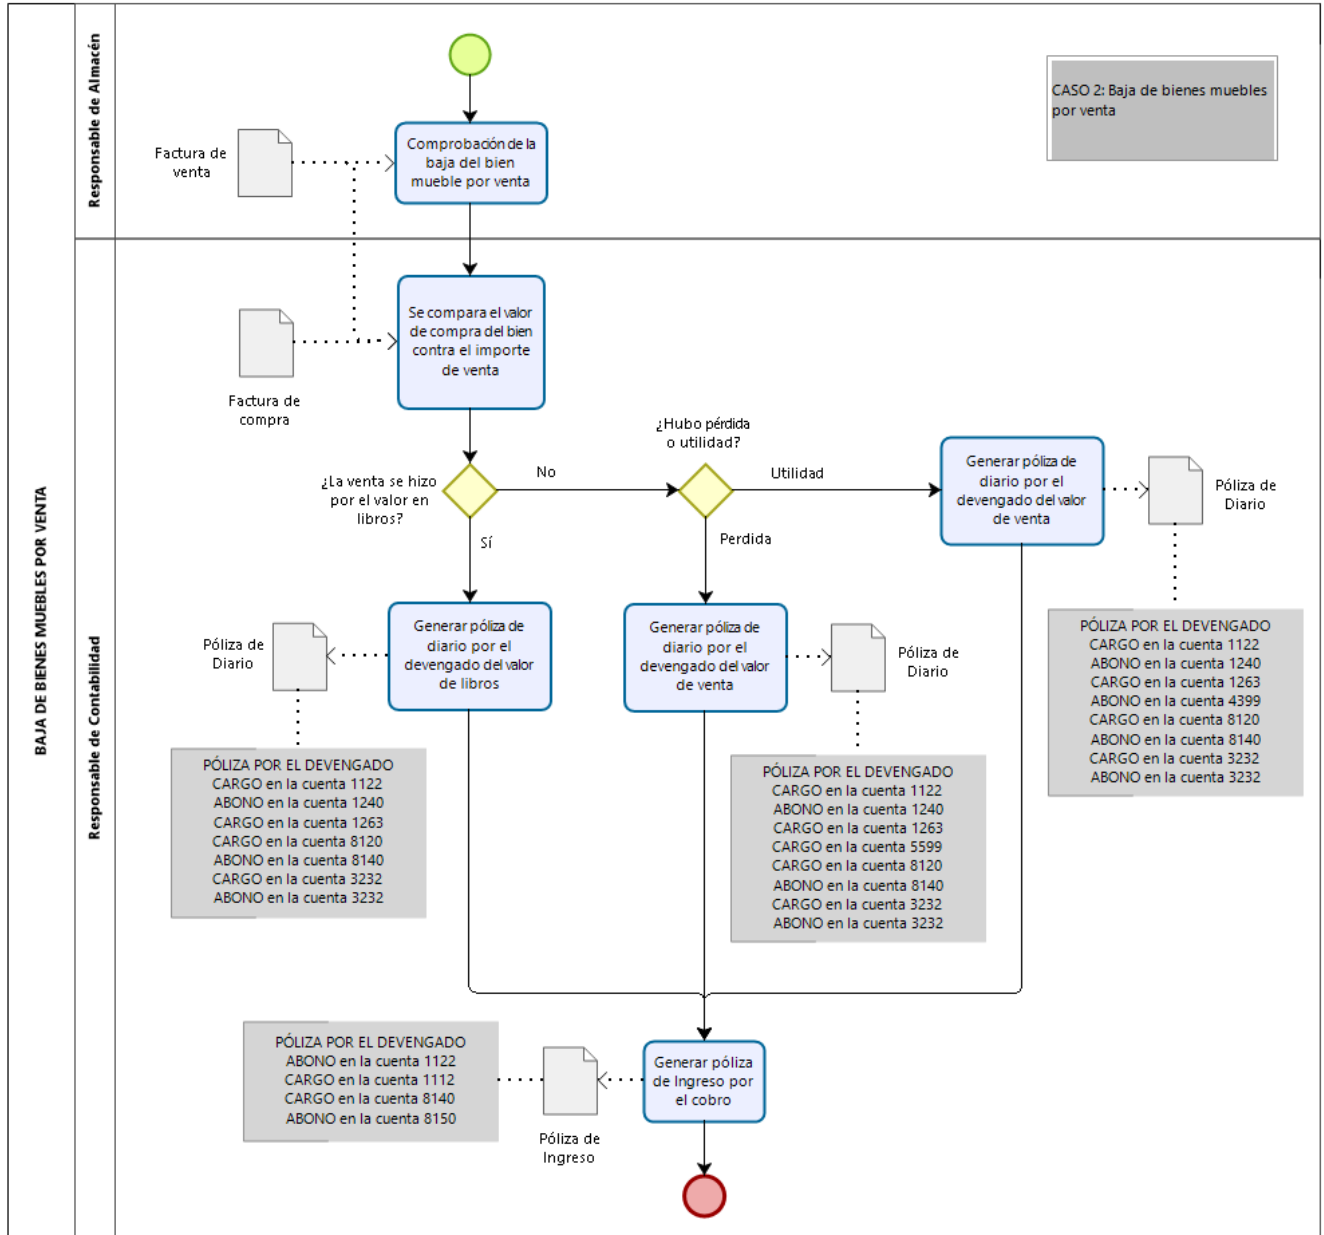 BAJA DE BIENES MUEBLES POR VENTA
Responsable de Almacén
CASO 2: Baja de bienes muebles
por venta
Factura de
venta
Comprobación de la
baja del bien
mueble por venta
Responsable de Contabilidad
Se compara el valor
de compra del bien
contra el importe
de venta
Factura de
compra
¿La venta se hizo
por el valor en
libros?
No
Sí
¿Hubo pérdida
o utilidad?
Utilidad
Perdida
Generar póliza de
diario por el
devengado del valor
de venta
Póliza de
Diario
PÓLIZA POR EL DEVENGADO
CARGO en la cuenta 1122
ABONO en la cuenta 1240
CARGO en la cuenta 1263
ABONO en la cuenta 4399
CARGO en la cuenta 8120
ABONO en la cuenta 8140
CARGO en la cuenta 3232
ABONO en la cuenta 3232
Póliza de
Diario
Generar póliza de
diario por el
devengado del valor
de libros
PÓLIZA POR EL DEVENGADO
CARGO en la cuenta 1122
ABONO en la cuenta 1240
CARGO en la cuenta 1263
CARGO en la cuenta 8120
ABONO en la cuenta 8140
CARGO en la cuenta 3232
ABONO en la cuenta 3232
Generar póliza de
diario por el
devengado del valor
de venta
Póliza de
Diario
PÓLIZA POR EL DEVENGADO
CARGO en la cuenta 1122
ABONO en la cuenta 1240
CARGO en la cuenta 1263
CARGO en la cuenta 5599
CARGO en la cuenta 8120
ABONO en la cuenta 8140
CARGO en la cuenta 3232
ABONO en la cuenta 3232
PÓLIZA POR EL DEVENGADO
ABONO en la cuenta 1122
CARGO en la cuenta 1112
CARGO en la cuenta 8140
ABONO en la cuenta 8150
Póliza de
Ingreso
Generar póliza
de Ingreso por
el cobro